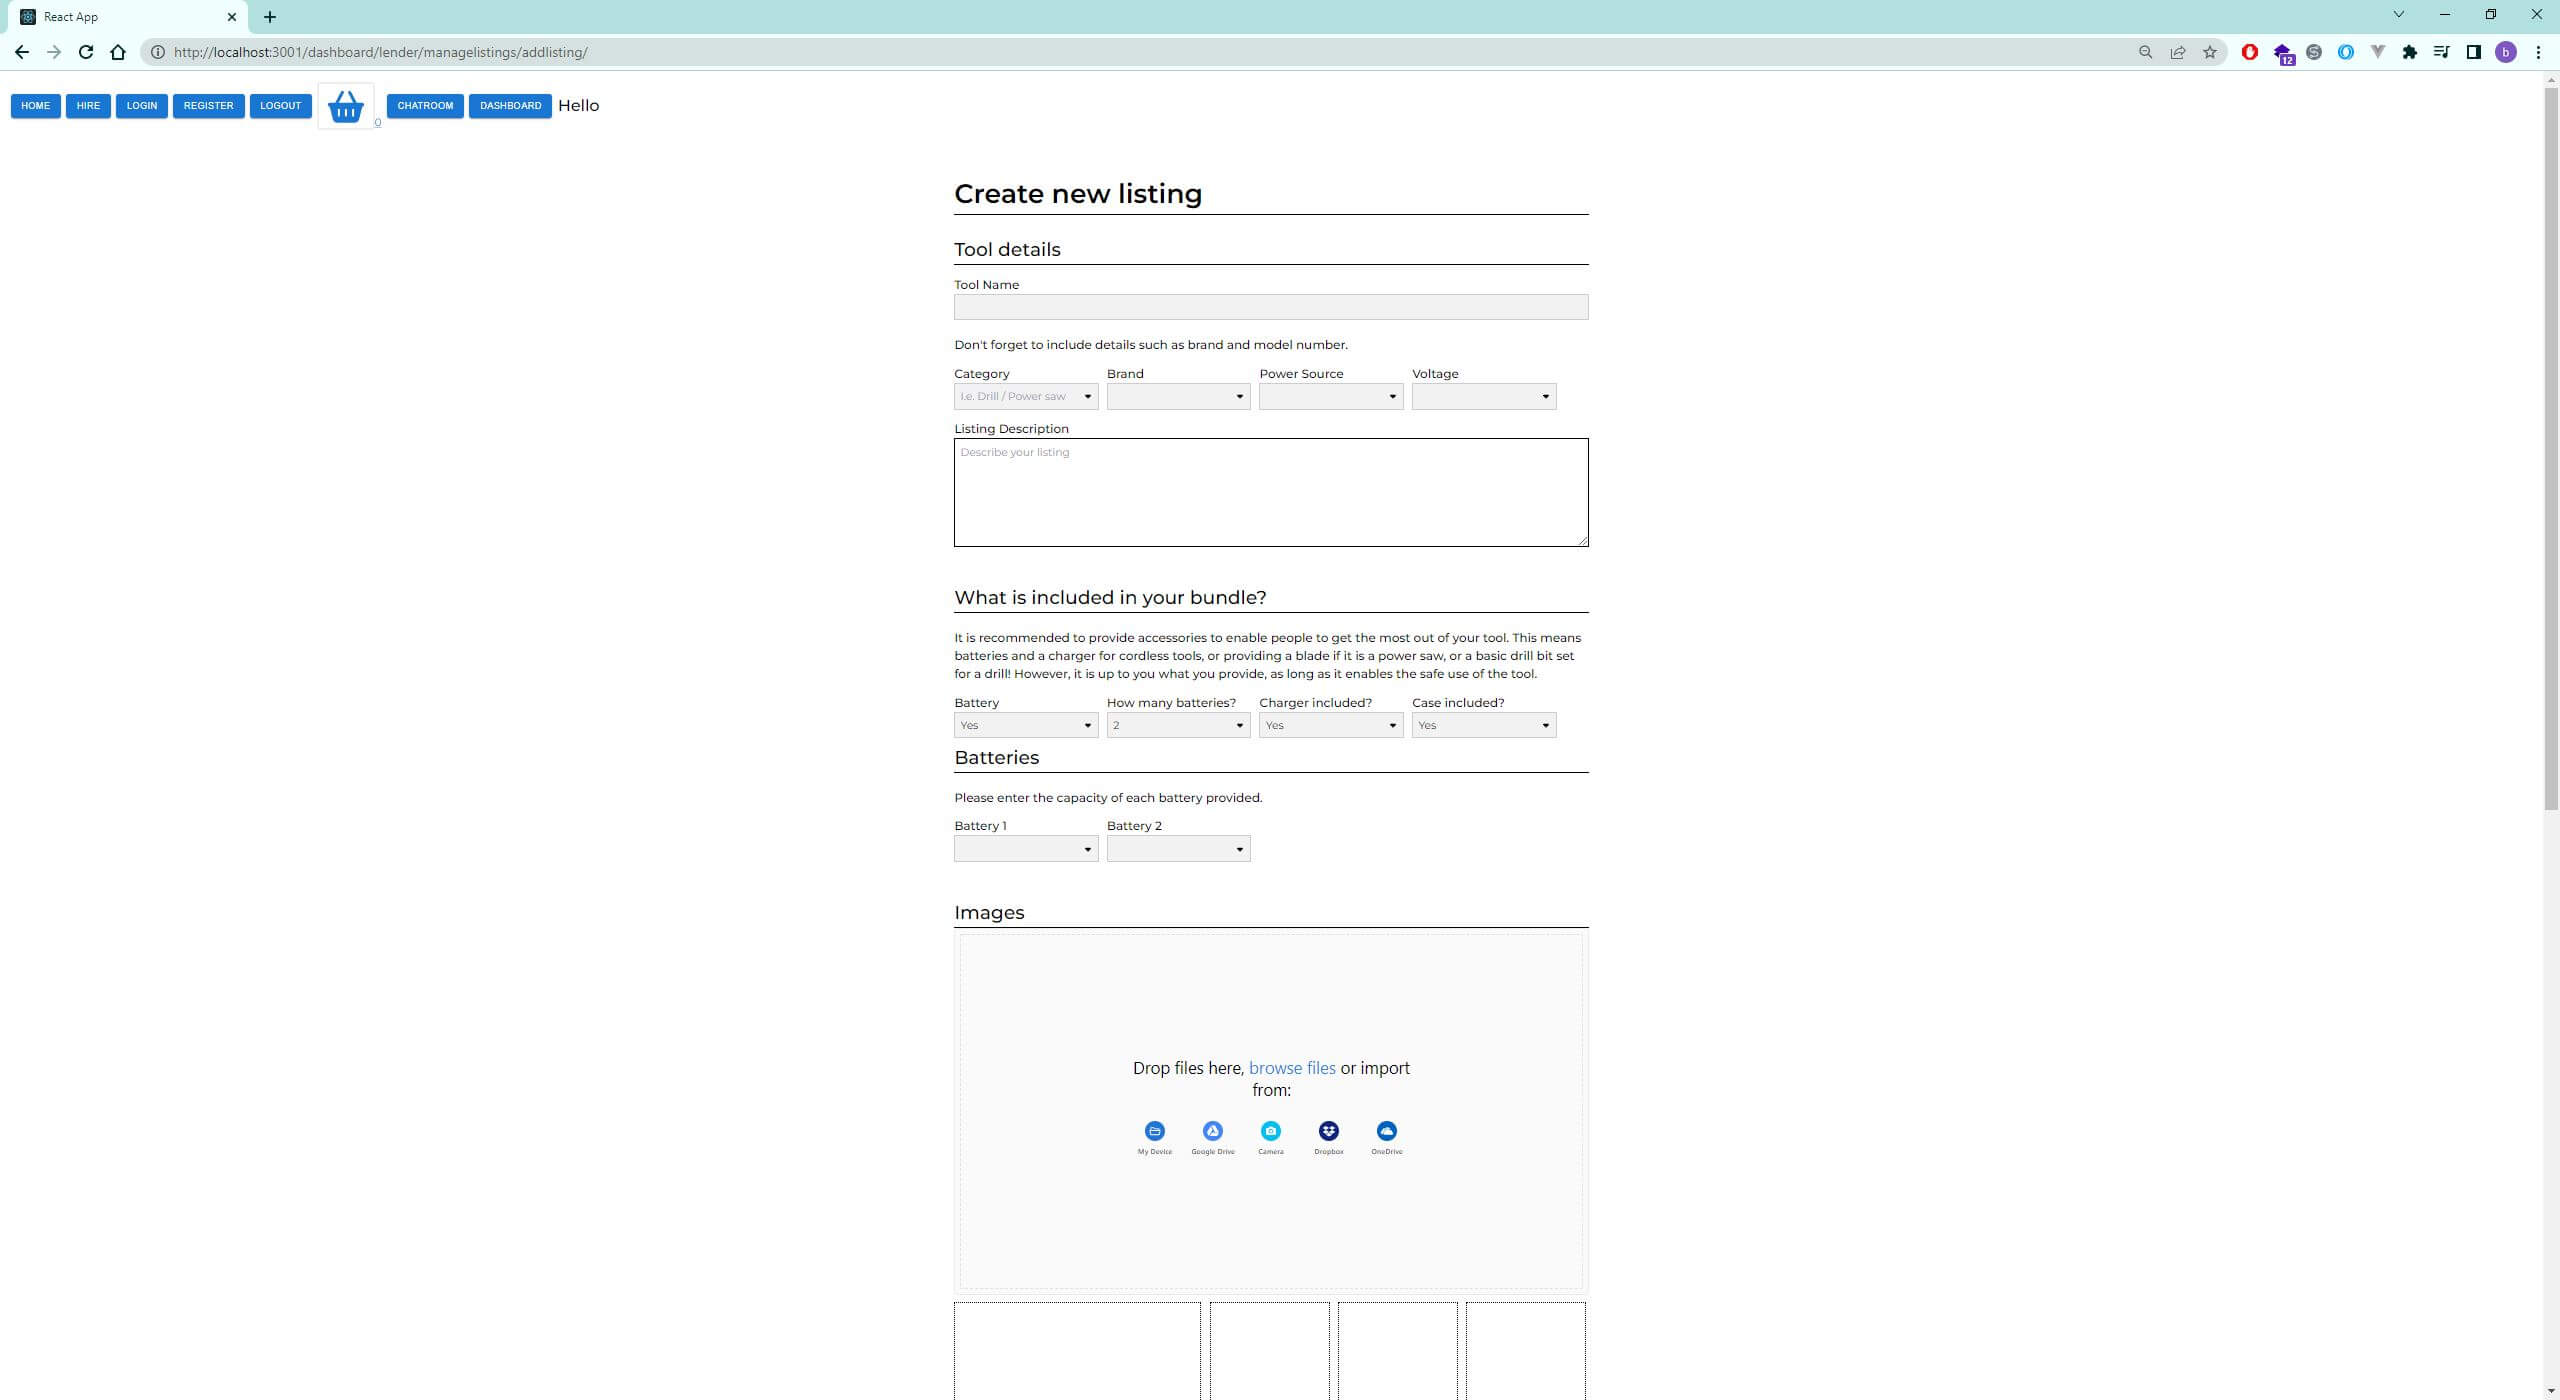 React App
http://localhost:3001/dashboard/lender/managelistings/addlisting/
12
b
HOME HIRE LOGIN REGISTER LOGOUT 0 CHATROOM DASHBOARD Hello
Create new listing
Tool details
Tool Name
Don't forget to include details such as brand and model number.
Category Brand Power Source Voltage
I.e. Drill / Power saw
Listing Description
Describe your listing
What is included in your bundle?
It is recommended to provide accessories to enable people to get the most out of your tool. This means
batteries and a charger for cordless tools, or providing a blade if it is a power saw, or a basic drill bit set
for a drill! However, it is up to you what you provide, as long as it enables the safe use of the tool.
Battery How many batteries? Charger included? Case included?
Yes 2 Yes Yes
Batteries
Please enter the capacity of each battery provided.
Battery 1 Battery 2
Images
Drop files here, browse files or import
from:
My Device Google Drive Camera Dropbox OneDrive